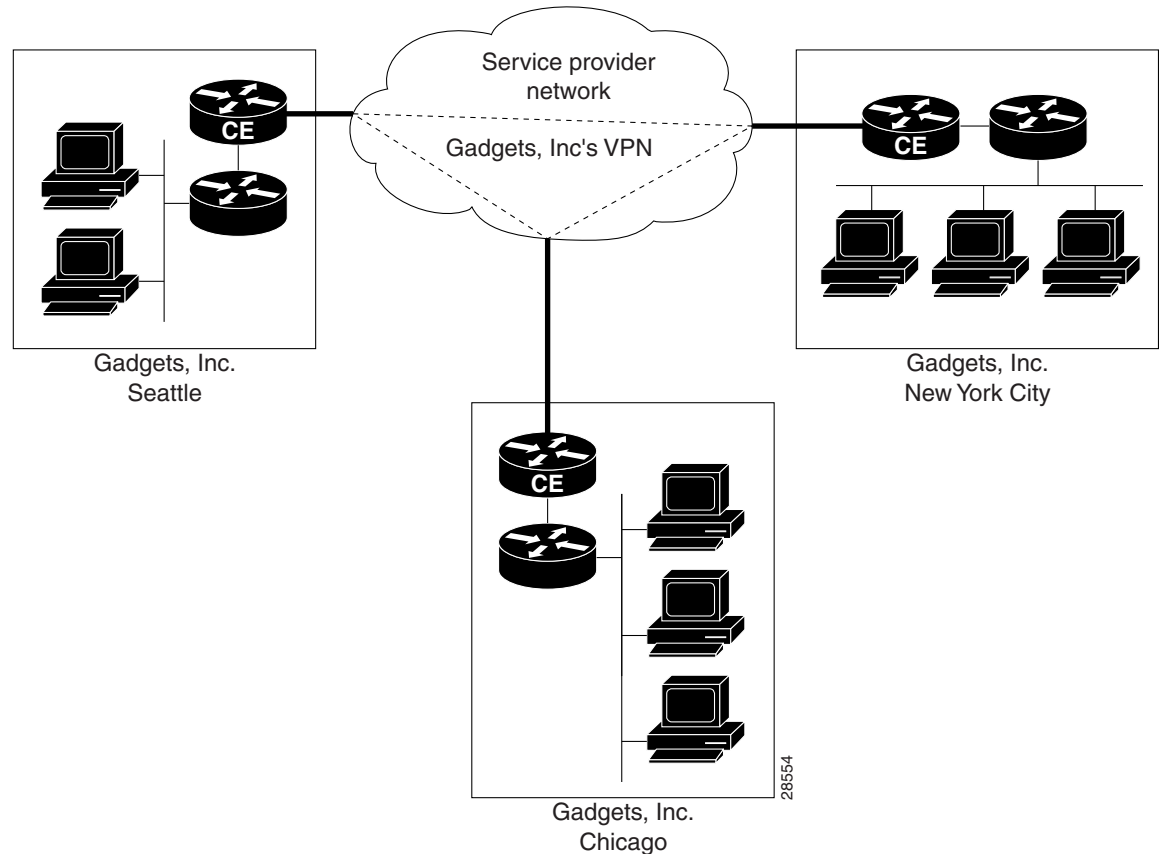 Service provider
network
Gadgets, Inc's VPN
CE
CE
Gadgets, Inc.
Seattle
Gadgets, Inc.
New York City
CE
28554
Gadgets, Inc.
Chicago